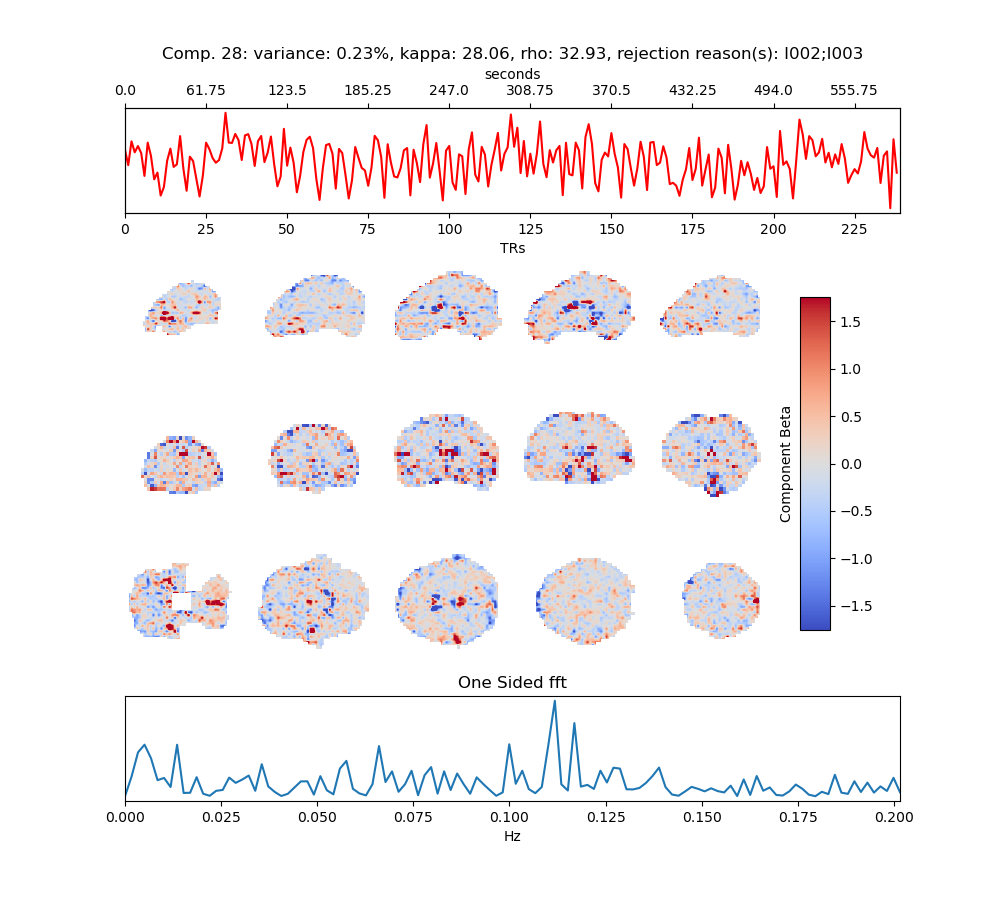 Comp. 28: variance: 0.23%, kappa: 28.06, rho: 32.93, rejection reason(s): I002;I003
seconds
0.0 61.75 123.5 185.25 247.0 308.75 370.5 432.25 494.0 555.75
0 25 50 75 100 125 150 175 200 225
TRs
1.5
1.0
0.5
0.0
−0.5
−1.0
−1.5
Component Beta
One Sided fft
0.000 0.025 0.050 0.075 0.100 0.125 0.150 0.175 0.200
Hz